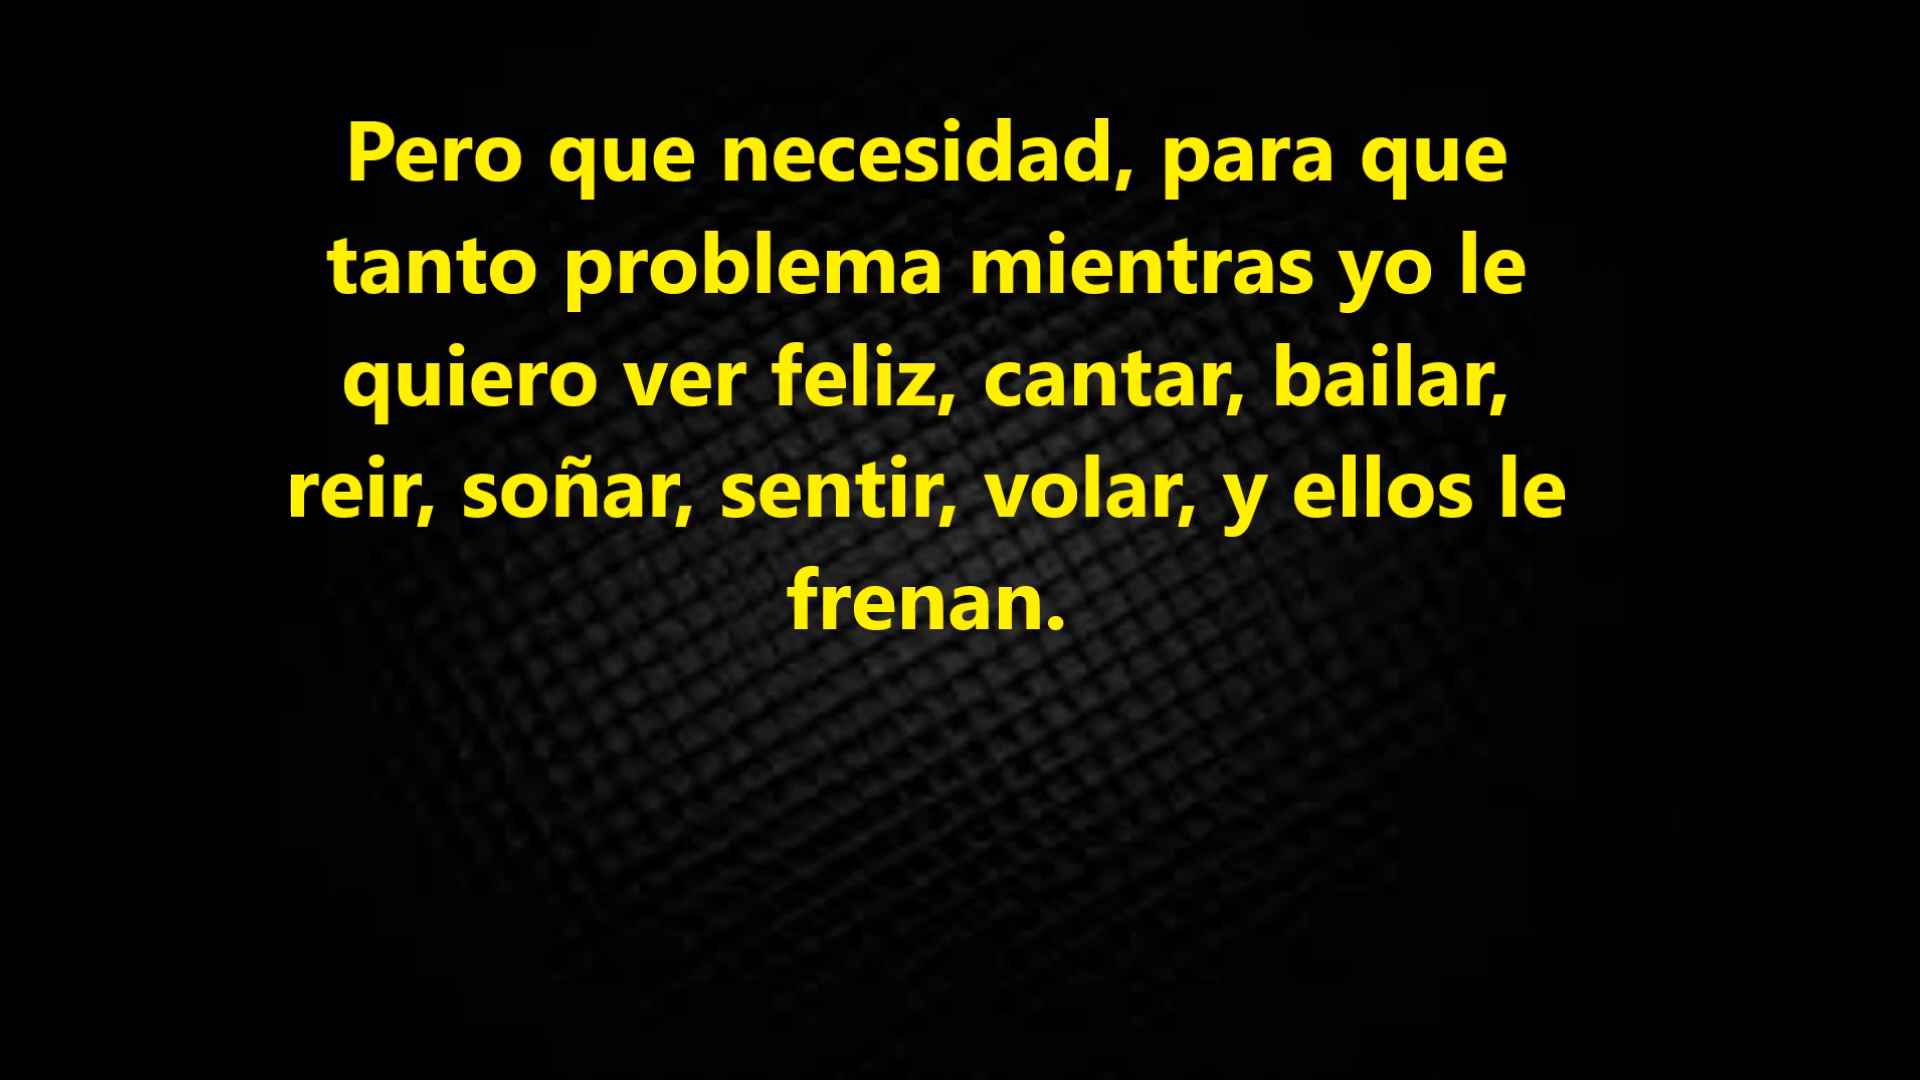 Pero que necesidad, para que
tanto problema mientras yo le
quiero ver feliz, cantar, bailar,
reir, soñar, sentir, volar, y ellos le
frenan.